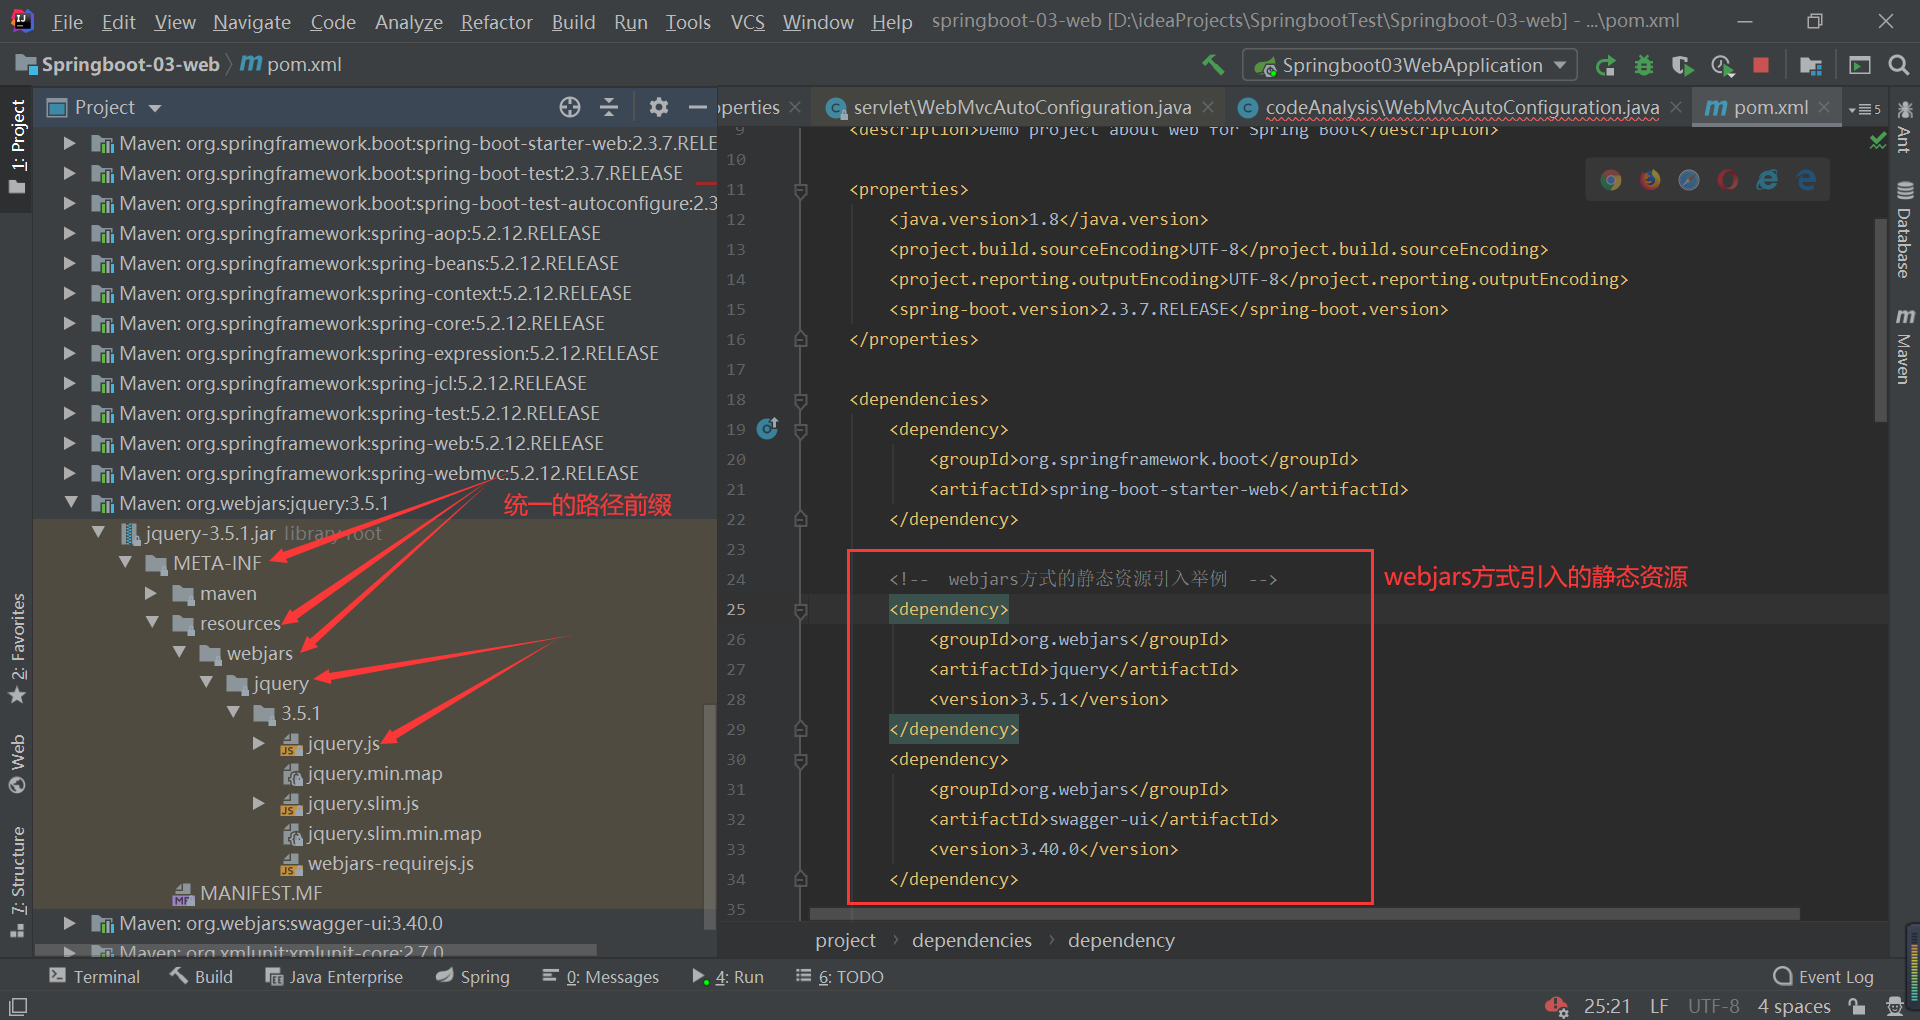 File Edit View Navigate Code Analyze Refactor Build Run Tools VCS Window Help springboot-03-web [D:\ideaProjects\SpringbootTest\Springboot-03-web] - ...\pom.xml
Springboot-03-web pom.xml
Springboot03WebApplication
Project
operties
servlet\WebMvcAutoConfiguration.java
codeAnalysis\WebMvcAutoConfiguration.java
pom.xml
5
1: Project
2: Favorites
Web
7: Structure
Maven: org.springframework.boot:spring-boot-starter-web:2.3.7.RELE
Maven: org.springframework.boot:spring-boot-test:2.3.7.RELEASE
Maven: org.springframework.boot:spring-boot-test-autoconfigure:2.3
Maven: org.springframework:spring-aop:5.2.12.RELEASE
Maven: org.springframework:spring-beans:5.2.12.RELEASE
Maven: org.springframework:spring-context:5.2.12.RELEASE
Maven: org.springframework:spring-core:5.2.12.RELEASE
Maven: org.springframework:spring-expression:5.2.12.RELEASE
Maven: org.springframework:spring-jcl:5.2.12.RELEASE
Maven: org.springframework:spring-test:5.2.12.RELEASE
Maven: org.springframework:spring-web:5.2.12.RELEASE
Maven: org.springframework:spring-webmvc:5.2.12.RELEASE
Maven: org.webjars:jquery:3.5.1
统一的路径前缀
jquery-3.5.1.jar library root
META-INF
maven
resources
webjars
jquery
3.5.1
jquery.js
jquery.min.map
jquery.slim.js
jquery.slim.min.map
webjars-requirejs.js
MANIFEST.MF
Maven: org.webjars:swagger-ui:3.40.0
Maven: org.xmlunit:xmlunit-core:2.7.0
9 <description>Demo project about web for Spring Boot</description>
10
11 <properties>
12 <java.version>1.8</java.version>
13 <project.build.sourceEncoding>UTF-8</project.build.sourceEncoding>
14 <project.reporting.outputEncoding>UTF-8</project.reporting.outputEncoding>
15 <spring-boot.version>2.3.7.RELEASE</spring-boot.version>
16 </properties>
17
18 <dependencies>
19 <dependency>
20 <groupId>org.springframework.boot</groupId>
21 <artifactId>spring-boot-starter-web</artifactId>
22 </dependency>
23
24 <!-- webjars方式的静态资源引入举例 -->
webjars方式引入的静态资源
25 <dependency>
26 <groupId>org.webjars</groupId>
27 <artifactId>jquery</artifactId>
28 <version>3.5.1</version>
29 </dependency>
30 <dependency>
31 <groupId>org.webjars</groupId>
32 <artifactId>swagger-ui</artifactId>
33 <version>3.40.0</version>
34 </dependency>
35
project dependencies dependency
Ant
Database
Maven
Terminal Build Java Enterprise Spring 0: Messages 4: Run 6: TODO Event Log
25:21 LF UTF-8 4 spaces